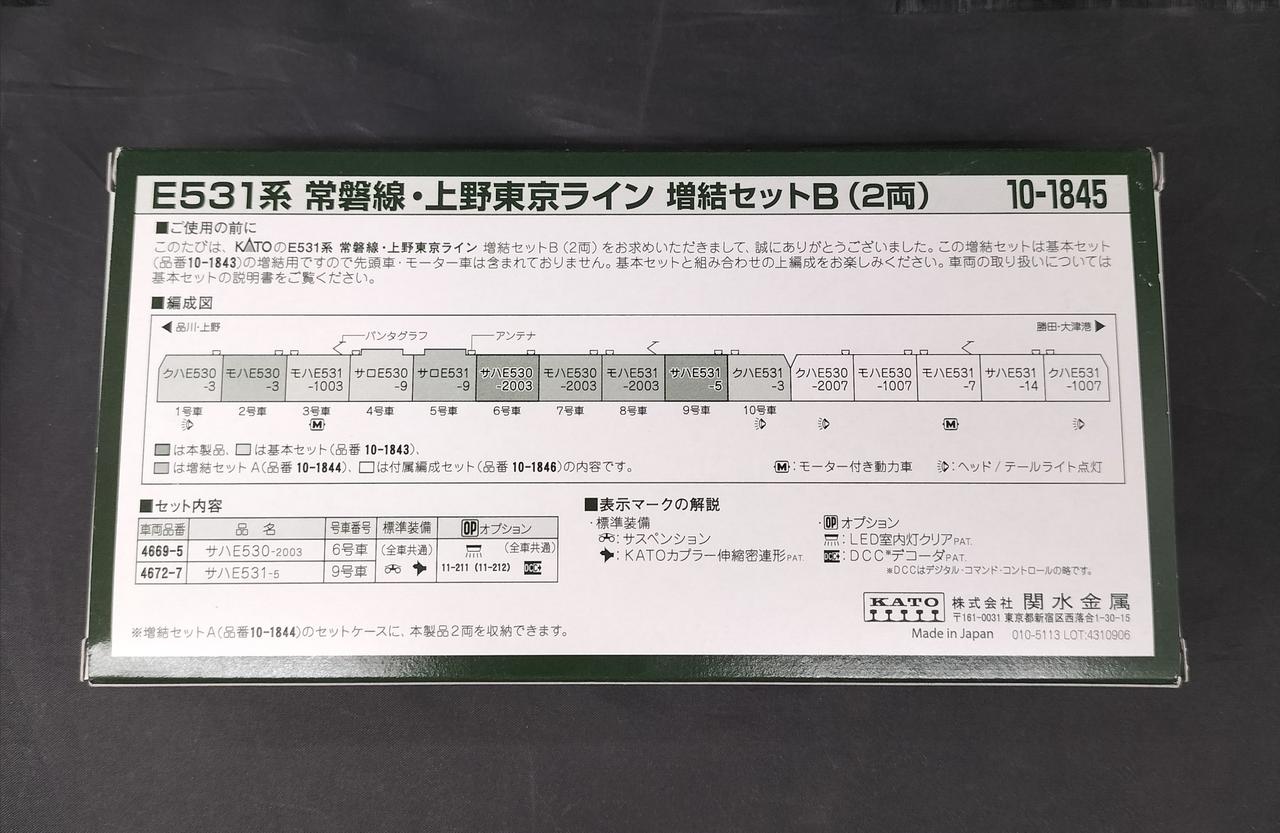 E531系 常磐線・上野東京ライン 増結セットB(2両) 10-1845
■ご使用の前に
このたびは、KATOのE531系 常磐線・上野東京ライン 増結セットB(2両)をお求めいただきまして、誠にありがとうございました。この増結セットは基本セット
(品番10-1843)の増結用ですので先頭車・モーター車は含まれておりません。基本セットと組み合わせの上編成をお楽しみください。車両の取り扱いについては
基本セットの説明書をご覧ください。
■編成図
◀品川・上野 勝田・大津港▶
パンタグラフ アンテナ
クハE530 モハE530 モハE531 サロE530 サロE531 サハE530 モハE530 モハE531 サハE531 クハE531 クハE530 モハE530 モハE531 サハE531 クハE531
-3 -3 -1003 -9 -9 -2003 -2003 -2003 -5 -3 -2007 -1007 -7 -14 -1007
1号車 2号車 3号車 4号車 5号車 6号車 7号車 8号車 9号車 10号車
M M
は本製品、は基本セット(品番 10-1843)、
は増結セットA(品番 10-1844)、は付属編成セット(品番 10-1846)の内容です。 M:モーター付き動力車 :ヘッド/テールライト点灯
■セット内容
車両品番 品 名 号車番号 標準装備 OPオプション
4669-5 サハE530-2003 6号車 (全車共通) (全車共通)
4672-7 サハE531-5 9号車 11-211 (11-212) DCC
■表示マークの解説
・標準装備 ・OPオプション
:サスペンション :LED室内灯クリアPAT.
:KATOカプラー伸縮密連形PAT. DCC:DCC*デコーダPAT.
※DCCはデジタル・コマンド・コントロールの略です。
※増結セットA(品番10-1844)のセットケースに、本製品2両を収納できます。
KATO 株式会社 関水金属
〒161-0031 東京都新宿区西落合1-30-15
Made in Japan 010-5113 LOT:4310906